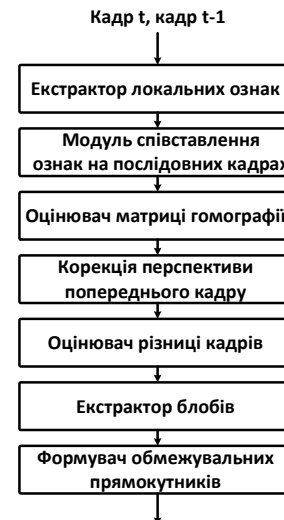 Кадр t, кадр t-1
Екстрактор локальних ознак
Модуль співставлення
ознак на послідовних кадрах
Оцінювач матриці гомографії
Корекція перспективи
попереднього кадру
Оцінювач різниці кадрів
Екстрактор блобів
Формувач обмежувальних
прямокутників